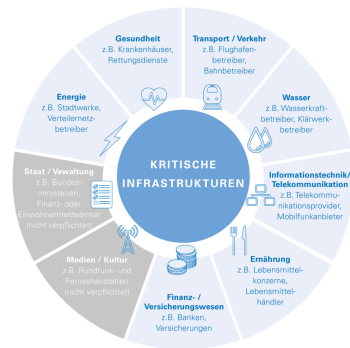 Gesundheit
z.B. Krankenhäuser,
Rettungsdienste
Transport / Verkehr
z.B. Flughafen-
betreiber,
Bahnbetreiber
Energie
z.B. Stadtwerke,
Verteilernetz-
betreiber
Wasser
z.B. Wasserkraft-
betreiber, Klärwerk-
betreiber
KRITISCHE
INFRASTRUKTUREN
Staat / Vewaltung
z.B. Bundes-
ministerien,
Finanz- oder
Einwohnermeldeämter
(nicht verpflichtet)
Informationstechnik/
Telekommunikation
z.B. Telekommu-
nikationsprovider,
Mobilfunkanbieter
Medien / Kultur
z.B. Rundfunk- und
Fernsehanstalten
(nicht verpflichtet)
Ernährung
z.B. Lebensmittel-
konzerne,
Lebensmittel-
händler
Finanz- /
Versicherungswesen
z.B. Banken,
Versicherungen